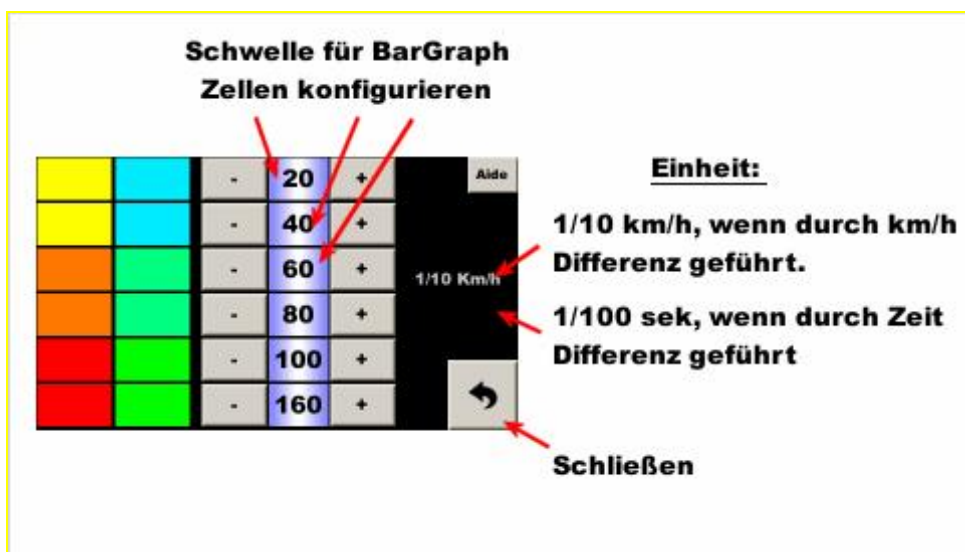 Schwelle für BarGraph
Zellen konfigurieren
- 20 + Aide
- 40 +
- 60 +
1/10 Km/h
- 80 +
- 100 +
- 160 +
Einheit:
1/10 km/h, wenn durch km/h
Differenz geführt.
1/100 sek, wenn durch Zeit
Differenz geführt
Schließen